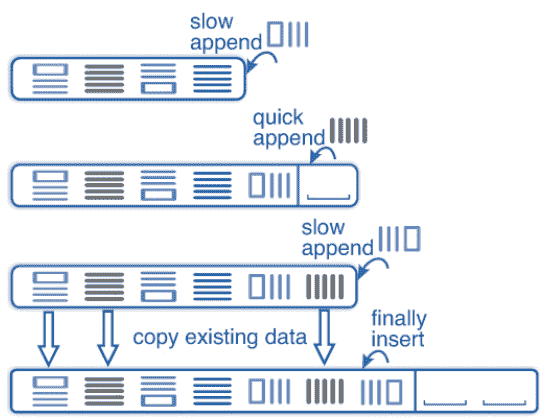 slow
append
quick
append
slow
append
copy existing data
finally
insert